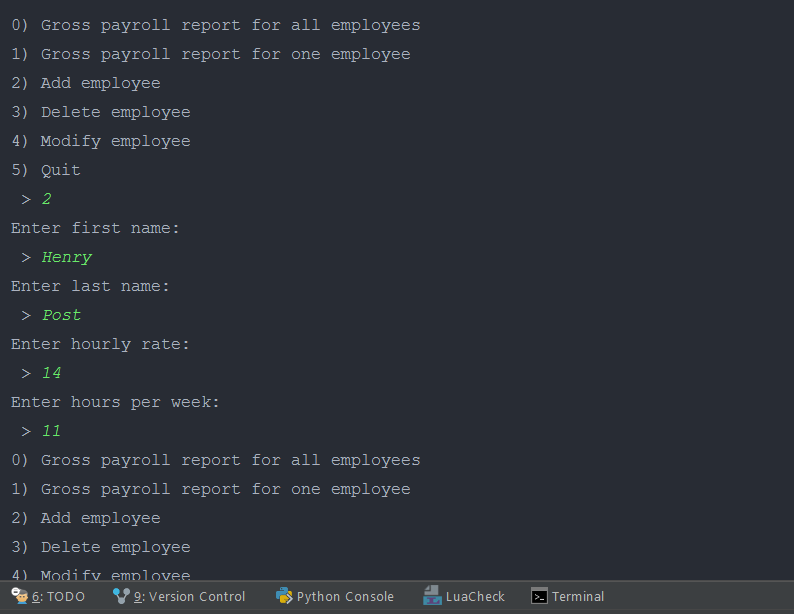 0) Gross payroll report for all employees
1) Gross payroll report for one employee
2) Add employee
3) Delete employee
4) Modify employee
5) Quit
> 2
Enter first name:
> Henry
Enter last name:
> Post
Enter hourly rate:
> 14
Enter hours per week:
> 11
0) Gross payroll report for all employees
1) Gross payroll report for one employee
2) Add employee
3) Delete employee
4) Modify employee
6: TODO 9: Version Control Python Console LuaCheck Terminal